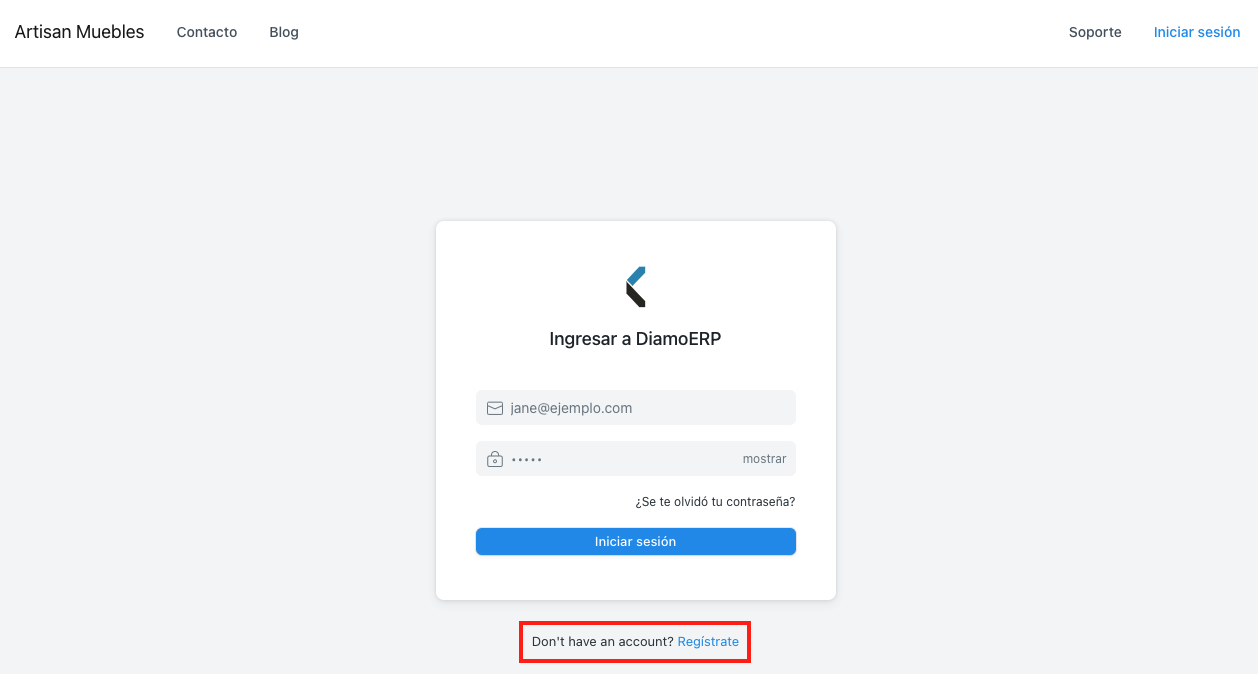 Artisan Muebles Contacto Blog Soporte Iniciar sesión
Ingresar a DiamoERP
jane@ejemplo.com
••••• mostrar
¿Se te olvidó tu contraseña?
Iniciar sesión
Don't have an account? Regístrate